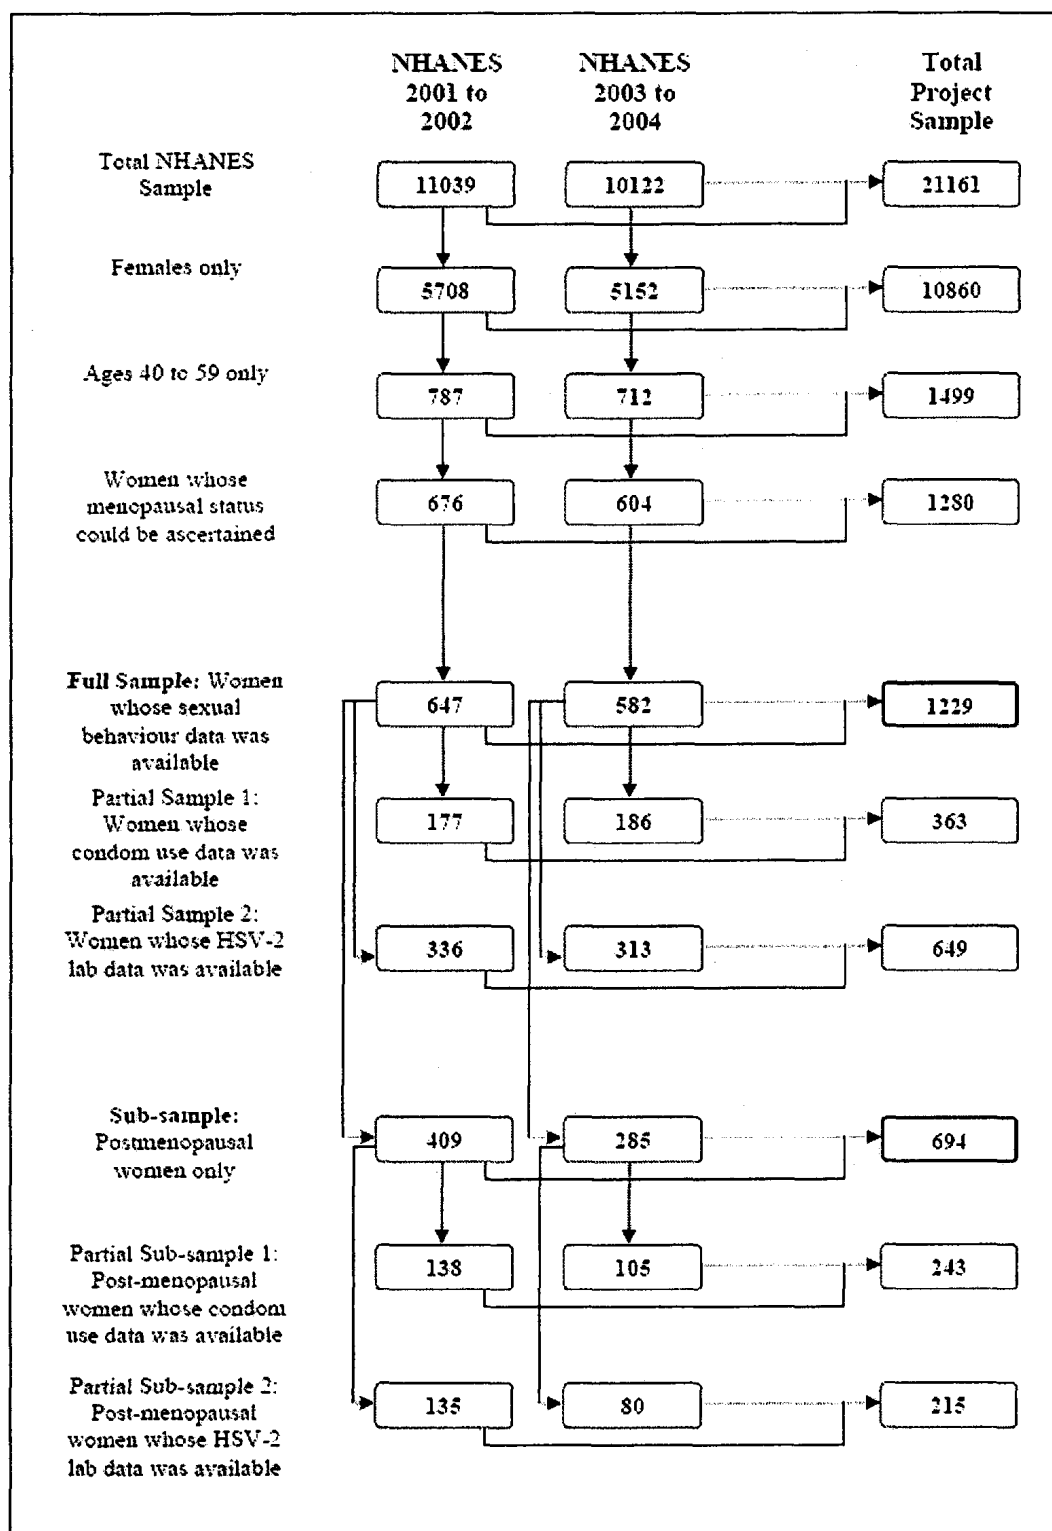 NHANES
2001 to
2002
NHANES
2003 to
2004
Total
Project
Sample
Total NHANES
Sample
11039
10122
21161
Females only
5708
5152
10860
Ages 40 to 59 only
787
712
1499
Women whose
menopausal status
could be ascertained
676
604
1280
Full Sample: Women
whose sexual
behaviour data was
available
647
582
1229
Partial Sample 1:
Women whose
condom use data was
available
177
186
363
Partial Sample 2:
Women whose HSV-2
lab data was available
336
313
649
Sub-sample:
Postmenopausal
women only
409
285
694
Partial Sub-sample 1:
Post-menopausal
women whose condom
use data was available
138
105
243
Partial Sub-sample 2:
Post-menopausal
women whose HSV-2
lab data was available
135
80
215